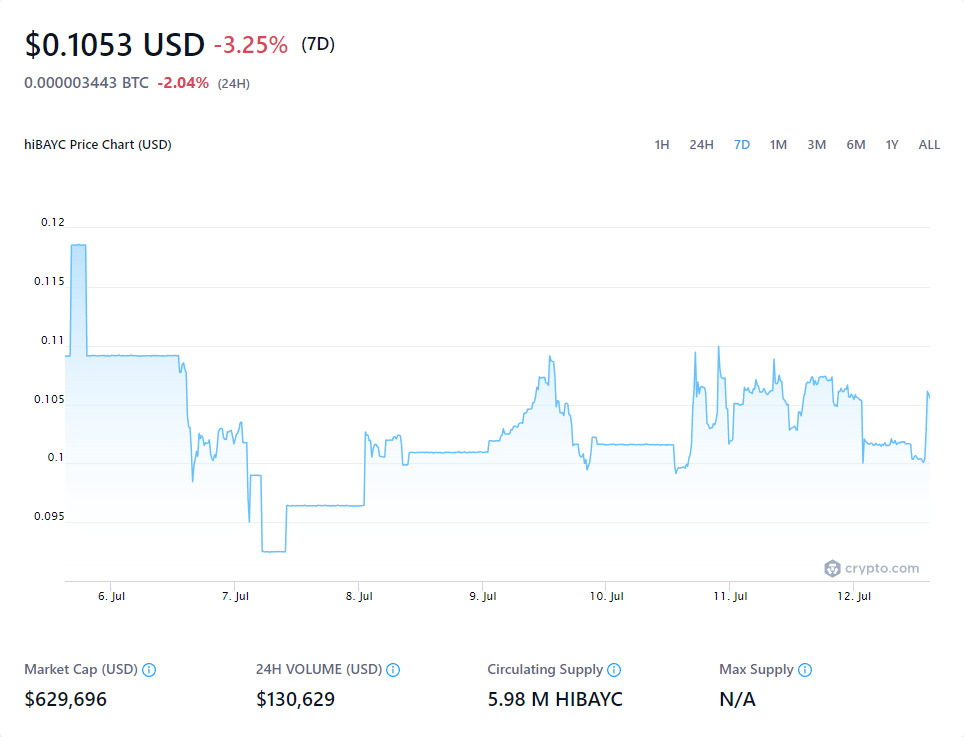 $0.1053 USD -3.25% (7D)
0.000003443 BTC -2.04% (24H)
hiBAYC Price Chart (USD) 1H 24H 7D 1M 3M 6M 1Y ALL
0.12
0.115
0.11
0.105
0.1
0.095
crypto.com
6. Jul 7. Jul 8. Jul 9. Jul 10. Jul 11. Jul 12. Jul
Market Cap (USD) 24H VOLUME (USD) Circulating Supply Max Supply
$629,696 $130,629 5.98 M HIBAYC N/A